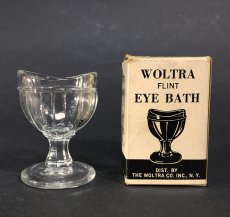 WOLTRA
FLINT
EYE BATH
DIST. BY
THE WOLTRA CO. INC., N. Y.